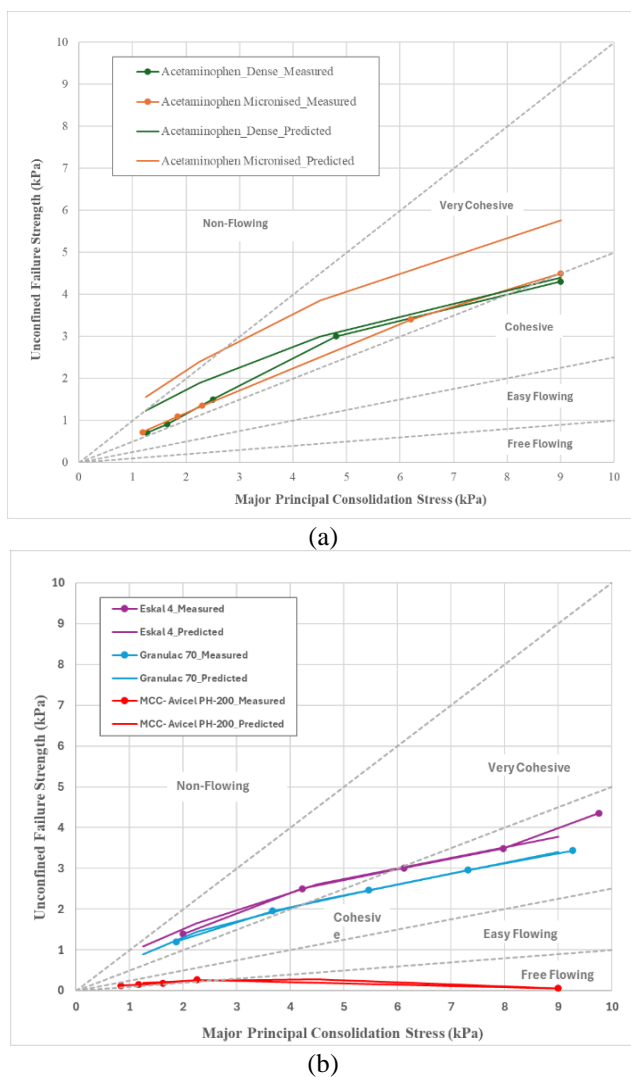 10
9
8
7
6
5
4
3
2
1
0
Unconfined Failure Strength (kPa)
Acetaminophen_Dense_Measured
Acetaminophen Micronised_Measured
Acetaminophen_Dense_Predicted
Acetaminophen Micronised_Predicted
Non-Flowing
Very Cohesive
Cohesive
Easy Flowing
Free Flowing
0 1 2 3 4 5 6 7 8 9 10
Major Principal Consolidation Stress (kPa)
(a)
10
9
8
7
6
5
4
3
2
1
0
Unconfined Failure Strength (kPa)
Eskal 4_Measured
Eskal 4_Predicted
Granulac 70_Measured
Granulac 70_Predicted
MCC- Avicel PH-200_Measured
MCC- Avicel PH-200_Predicted
Non-Flowing
Very Cohesive
Cohesiv
e
Easy Flowing
Free Flowing
0 1 2 3 4 5 6 7 8 9 10
Major Principal Consolidation Stress (kPa)
(b)